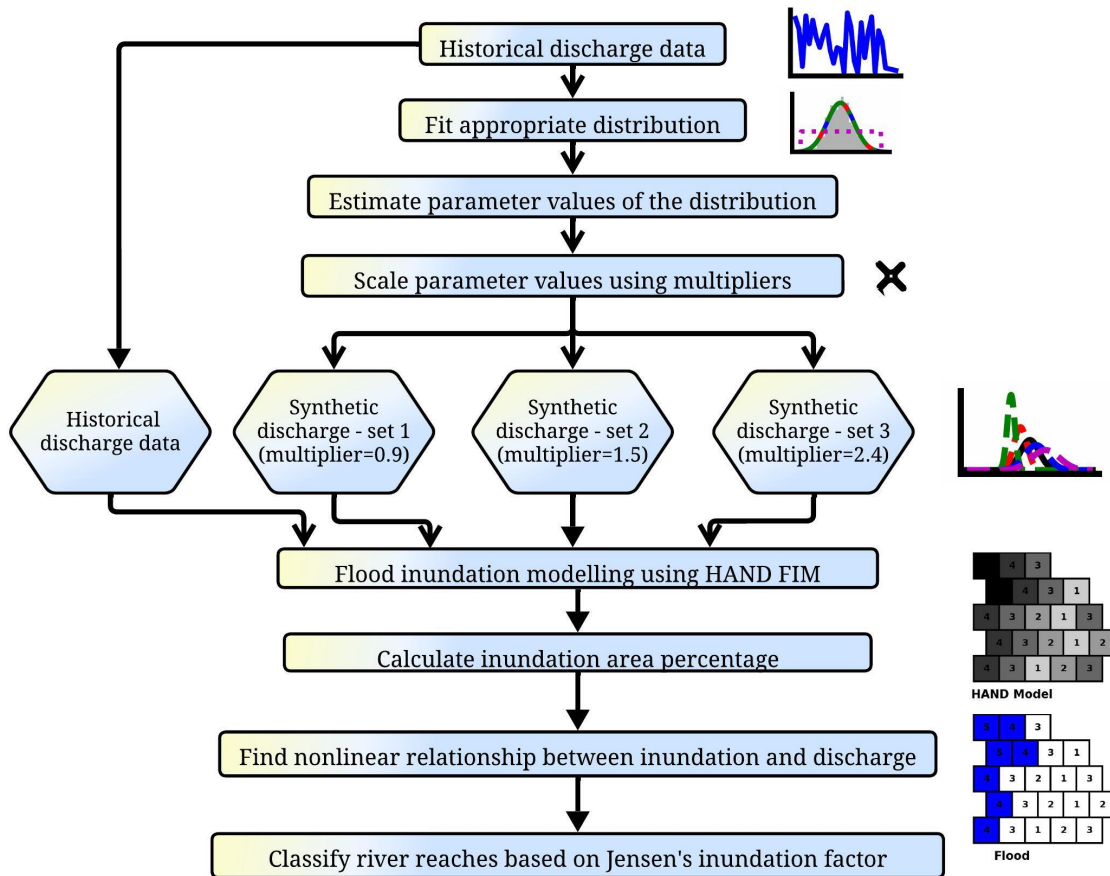 Historical discharge data
Fit appropriate distribution
Estimate parameter values of the distribution
Scale parameter values using multipliers
Historical
discharge data
Synthetic
discharge - set 1
(multiplier=0.9)
Synthetic
discharge - set 2
(multiplier=1.5)
Synthetic
discharge - set 3
(multiplier=2.4)
Flood inundation modelling using HAND FIM
Calculate inundation area percentage
Find nonlinear relationship between inundation and discharge
Classify river reaches based on Jensen's inundation factor
4 3
4 3 1
4 3 2 1 3
4 3 2 1 2
4 3 1 2 3
HAND Model
5 4 3
5 4 3 1
4 3 2 1 3
4 3 2 1 2
4 3 1 2 3
Flood